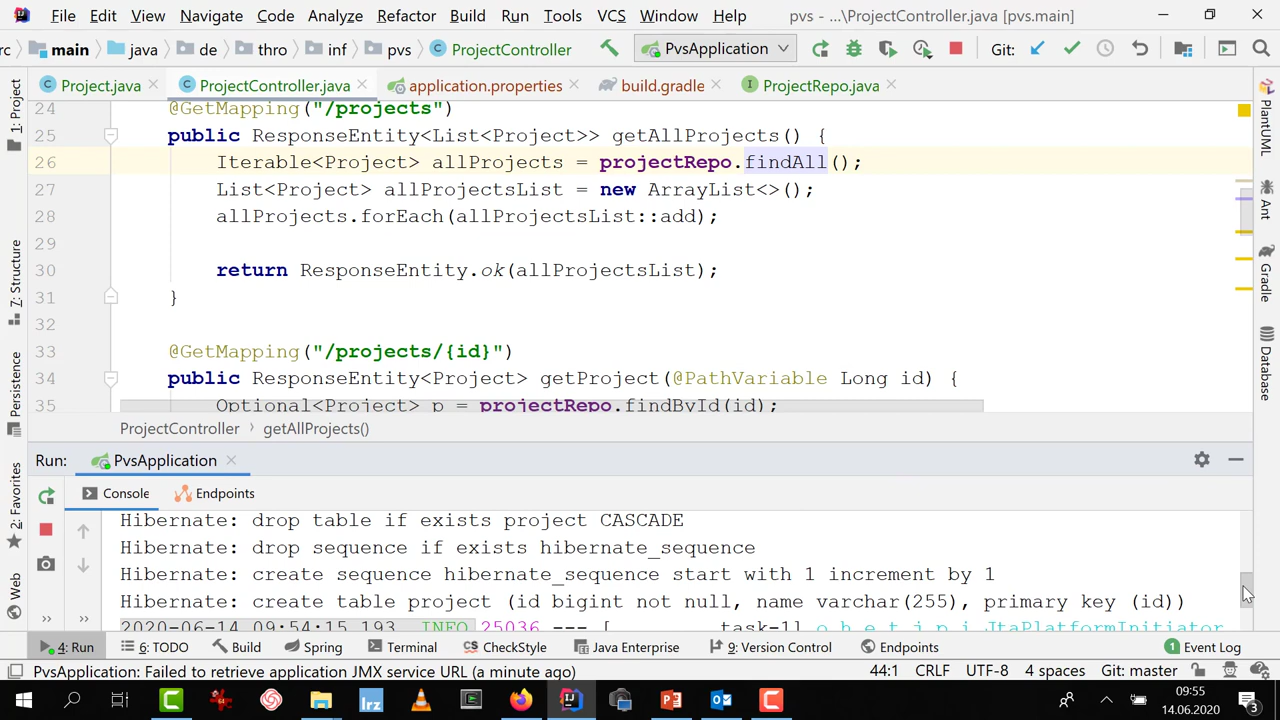 File Edit View Navigate Code Analyze Refactor Build Run Tools VCS Window Help pvs - ...\ProjectController.java [pvs.main]
rc main java de thro inf pvs ProjectController PvsApplication Git:
Project.java ProjectController.java application.properties build.gradle ProjectRepo.java
24 @GetMapping("/projects")
25 public ResponseEntity<List<Project>> getAllProjects() {
26 Iterable<Project> allProjects = projectRepo.findAll();
27 List<Project> allProjectsList = new ArrayList<>();
28 allProjects.forEach(allProjectsList::add);
29
30 return ResponseEntity.ok(allProjectsList);
31 }
32
33 @GetMapping("/projects/{id}")
34 public ResponseEntity<Project> getProject(@PathVariable Long id) {
35 Optional<Project> p = projectRepo.findById(id);
ProjectController getAllProjects()
Run: PvsApplication
Console Endpoints
Hibernate: drop table if exists project CASCADE
Hibernate: drop sequence if exists hibernate_sequence
Hibernate: create sequence hibernate_sequence start with 1 increment by 1
Hibernate: create table project (id bigint not null, name varchar(255), primary key (id))
2020-06-14 09:54:15.193 INFO 25036 --- [ task-1] o.h.e.t.j.p.i.JtaPlatformInitiator
4: Run 6: TODO Build Spring Terminal CheckStyle Java Enterprise 9: Version Control Endpoints 1 Event Log
PvsApplication: Failed to retrieve application JMX service URL (a minute ago) 44:1 CRLF UTF-8 4 spaces Git: master
1: Project
7: Structure
Persistence
2: Favorites
Web
PlantUML
Ant
Gradle
Database
lrz
09:55
14.06.2020
3